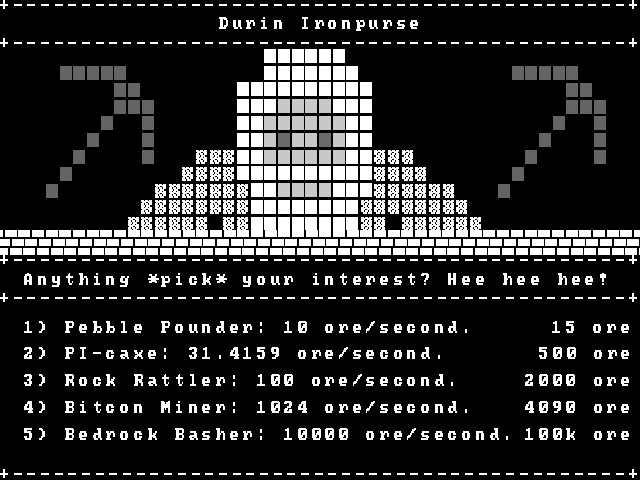 Durin Ironpurse
Anything *pick* your interest? Hee hee hee!
1) Pebble Pounder: 10 ore/second. 15 ore
2) PI-caxe: 31.4159 ore/second. 500 ore
3) Rock Rattler: 100 ore/second. 2000 ore
4) Bitcon Miner: 1024 ore/second. 4090 ore
5) Bedrock Basher: 10000 ore/second. 100k ore